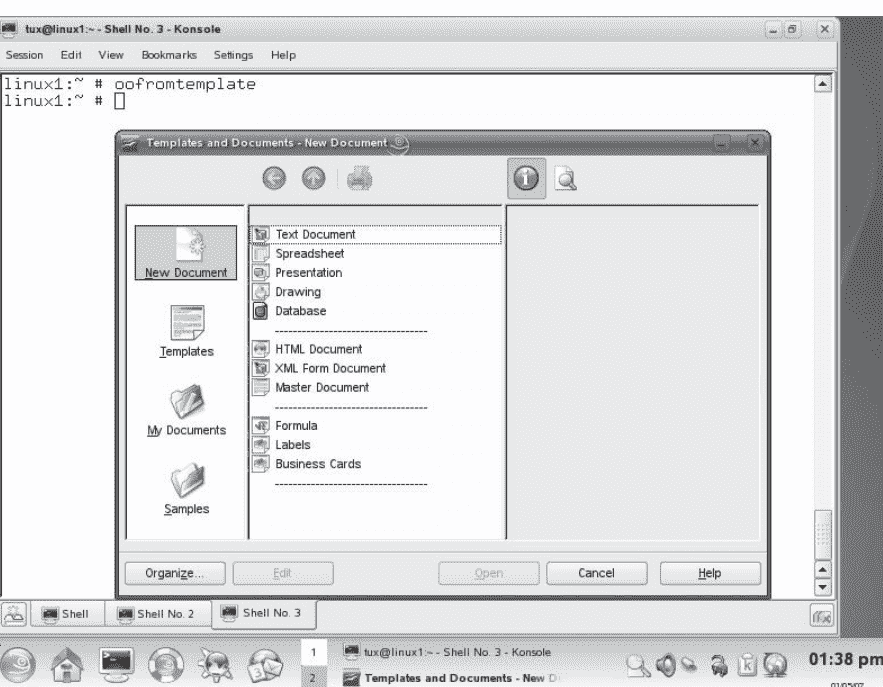 tux@linux1:~ - Shell No. 3 - Konsole
Session Edit View Bookmarks Settings Help
linux1:~ # oofromtemplate
linux1:~ #
Templates and Documents - New Document
New Document
Templates
My Documents
Samples
Text Document
Spreadsheet
Presentation
Drawing
Database
--------------------------------
HTML Document
XML Form Document
Master Document
--------------------------------
Formula
Labels
Business Cards
--------------------------------
Organize... Edit Open Cancel Help
Shell Shell No. 2 Shell No. 3
1 tux@linux1:~ - Shell No. 3 - Konsole
2 Templates and Documents - New D
01:38 pm
01/05/07